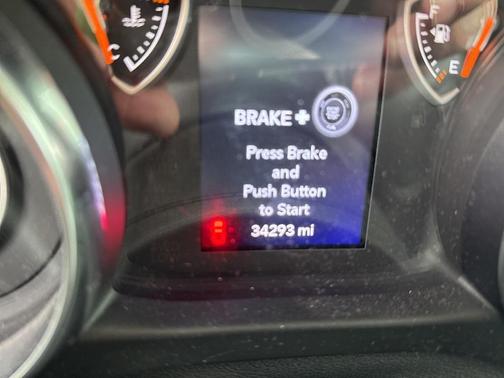 C
F
E
BRAKE +
Press Brake
and
Push Button
to Start
34293 mi